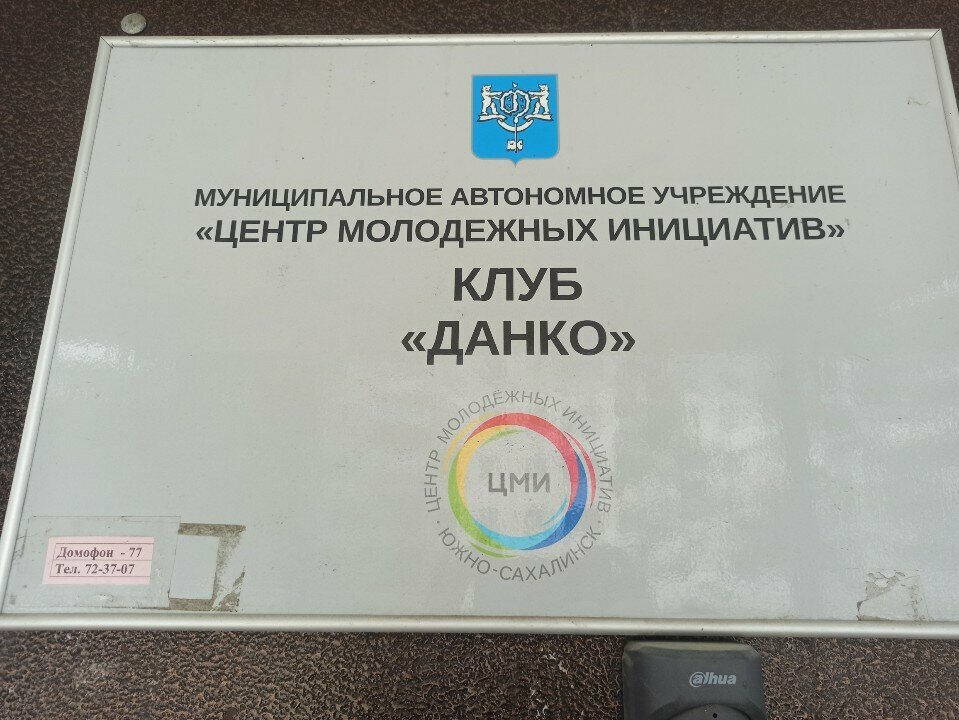 МУНИЦИПАЛЬНОЕ АВТОНОМНОЕ УЧРЕЖДЕНИЕ
«ЦЕНТР МОЛОДЕЖНЫХ ИНИЦИАТИВ»
КЛУБ
«ДАНКО»
ЦЕНТР МОЛОДЁЖНЫХ ИНИЦИАТИВ
ЦМИ
· ЮЖНО-САХАЛИНСК ·
Домофон - 77
Тел. 72-37-07
alhua